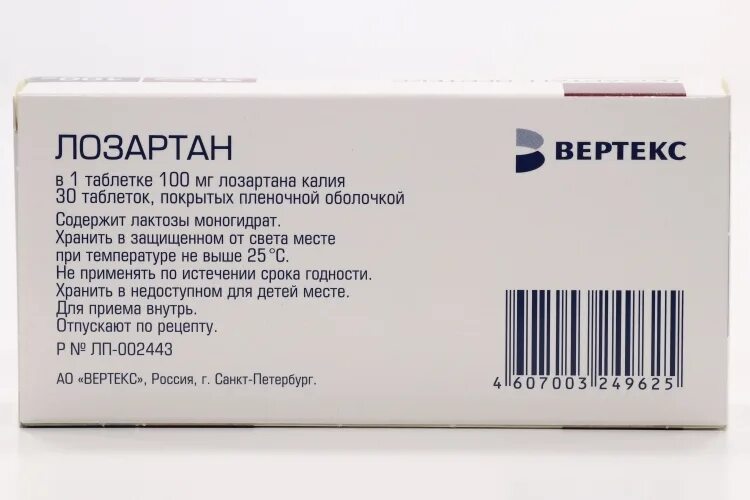 ЛОЗАРТАН
в 1 таблетке 100 мг лозартана калия
30 таблеток, покрытых пленочной оболочкой
Содержит лактозы моногидрат.
Хранить в защищенном от света месте
при температуре не выше 25 °С.
Не применять по истечении срока годности.
Хранить в недоступном для детей месте.
Для приема внутрь.
Отпускают по рецепту.
Р № ЛП-002443
АО «ВЕРТЕКС», Россия, г. Санкт-Петербург.
ВЕРТЕКС
4 607003 249625